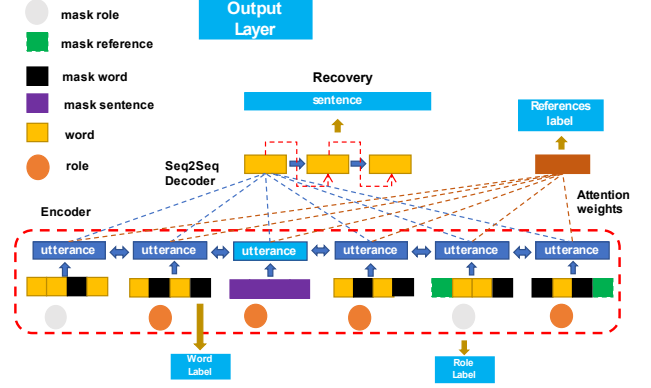 Output
Layer
mask role
mask reference
mask word
mask sentence
word
role
Recovery
sentence
References
label
Seq2Seq
Decoder
Attention
weights
Encoder
utterance
utterance
utterance
utterance
utterance
utterance
Word
Label
Role
Label